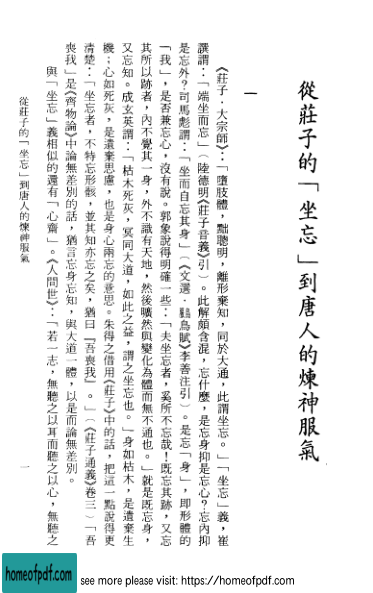 從莊子的「坐忘」到唐人的煉神服氣
一
《莊子·大宗師》：「墮肢體，黜聰明，離形棄知，同於大通，此謂坐忘。」「坐忘」義，崔
譔謂：「端坐而忘」（陸德明《莊子音義》引）。此解頗含混，忘什麼，是忘身抑是忘心？忘內抑
是忘外？司馬彪謂：「坐而自忘其身」（《文選·鵩鳥賦》李善注引）。是忘「身」，即形體的
「我」，是否兼忘心，沒有說。郭象說得明確一些：「夫坐忘者，奚所不忘哉！既忘其跡，又忘
其所以跡者，內不覺其一身，外不識有天地，然後曠然與變化為體而無不通也。」就是既忘身，
又忘知。成玄英謂：「枯木死灰，冥同大道，如此之益，謂之坐忘也。」身如枯木，是遺棄生
機；心如死灰，是遺棄思慮，也是身心兩忘的意思。朱得之借用《莊子》中的話，把這一點說得更
清楚：「坐忘者，不特忘形骸，並其知亦忘之矣，猶曰『吾喪我』。」（《莊子通義》卷三）「吾
喪我」是《齊物論》中論無差別的話，猶言忘身忘知，與大道一體，以是而論無差別。
與「坐忘」義相似的還有「心齋」。《人間世》：「若一志，無聽之以耳而聽之以心，無聽之
從莊子的「坐忘」到唐人的煉神服氣
一
homeofpdf.com
see more please visit: https://homeofpdf.com